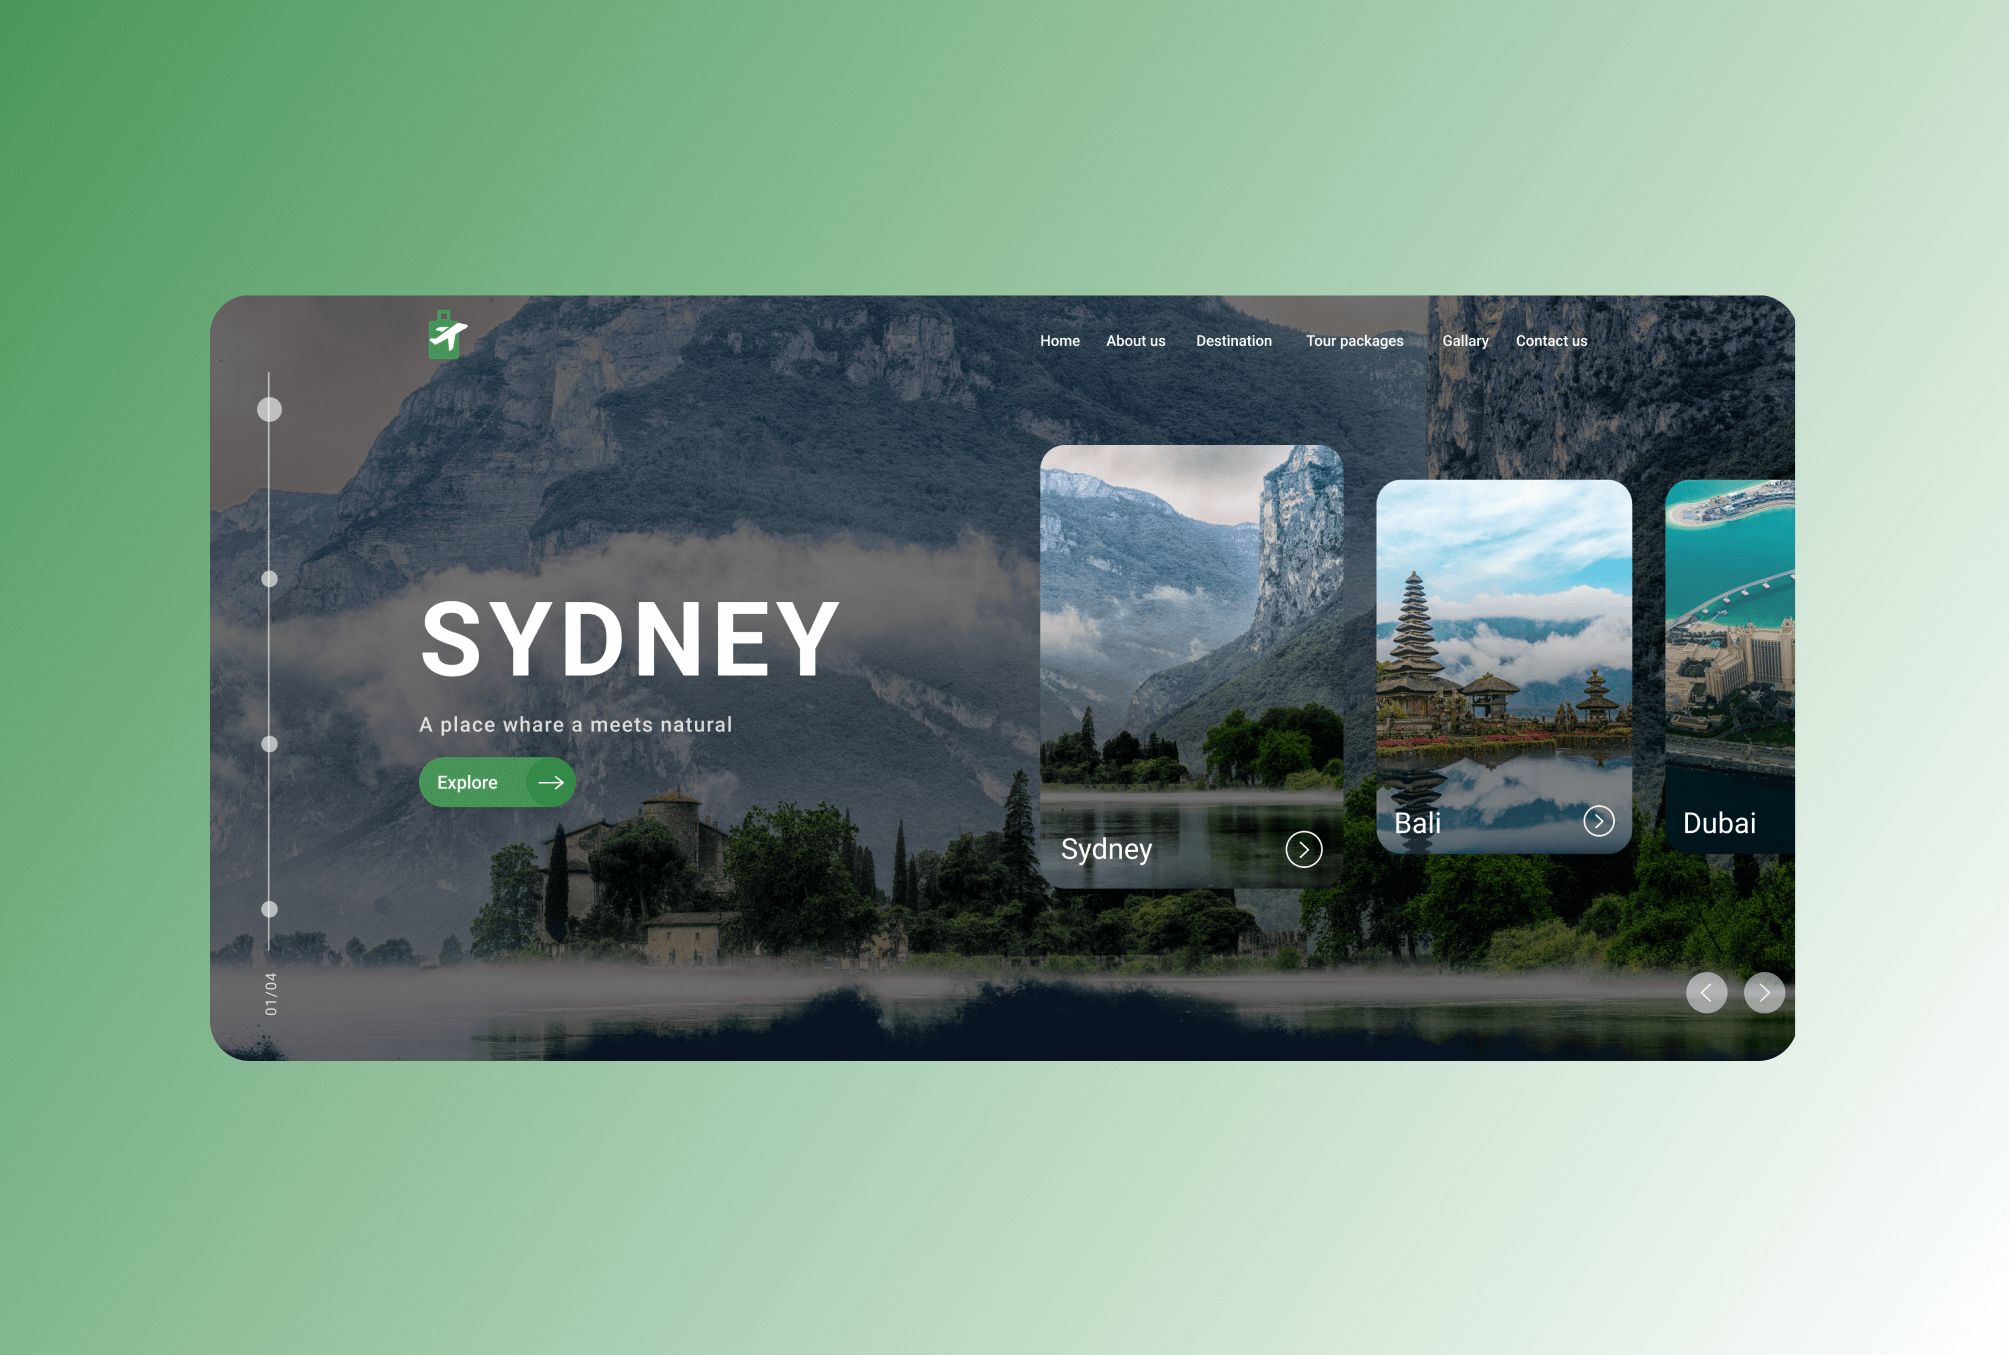 Home About us Destination Tour packages Gallary Contact us
SYDNEY
A place whare a meets natural
Explore
Sydney
Bali
Dubai
01/04